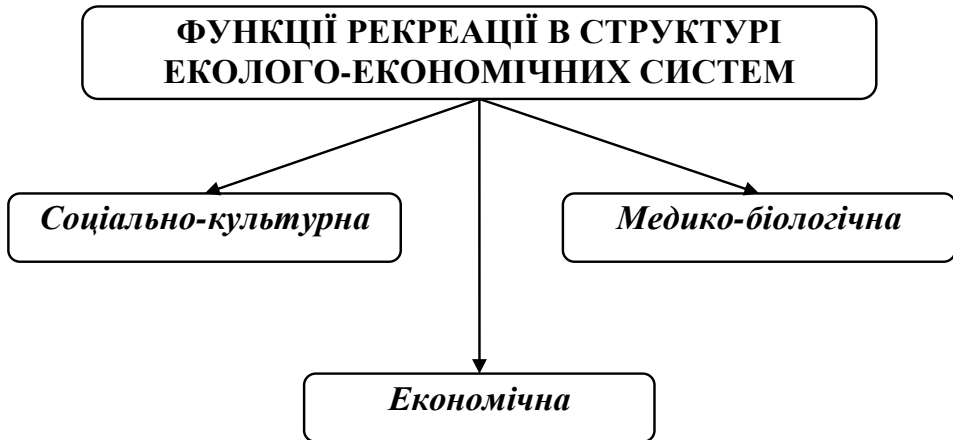 ФУНКЦІЇ РЕКРЕАЦІЇ В СТРУКТУРІ
ЕКОЛОГО-ЕКОНОМІЧНИХ СИСТЕМ
Соціально-культурна
Медико-біологічна
Економічна